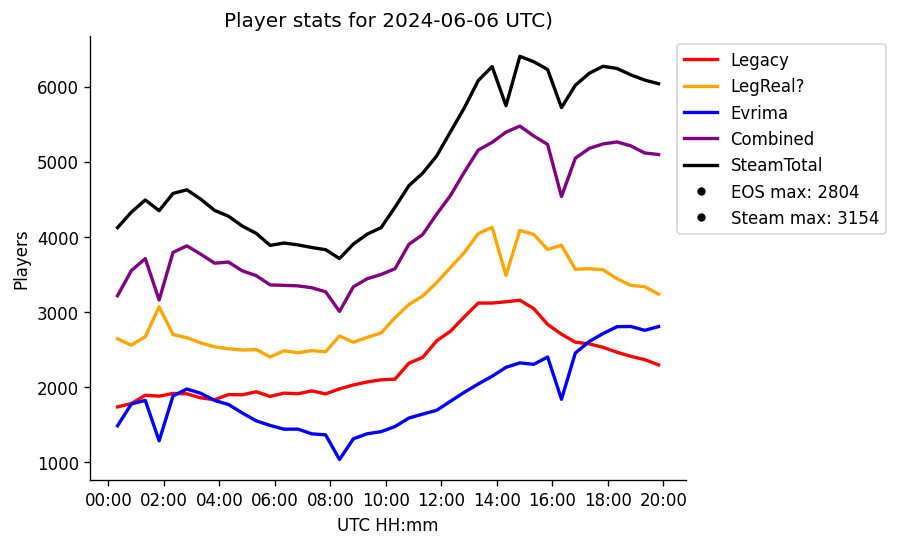 Player stats for 2024-06-06 UTC)
Legacy
LegReal?
Evrima
Combined
SteamTotal
EOS max: 2804
Steam max: 3154
Players
6000
5000
4000
3000
2000
1000
00:00 02:00 04:00 06:00 08:00 10:00 12:00 14:00 16:00 18:00 20:00
UTC HH:mm